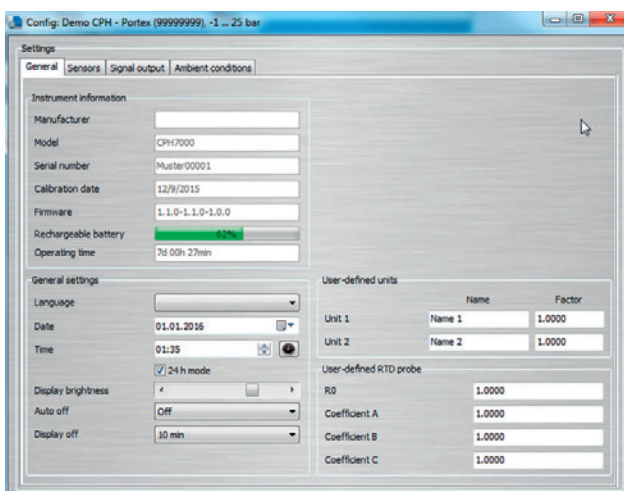 Config: Demo CPH - Portex (99999999), -1 ... 25 bar
Settings
General Sensors Signal output Ambient conditions
Instrument information
Manufacturer
Model CPH7000
Serial number Muster00001
Calibration date 12/9/2015
Firmware 1.1.0-1.1.0-1.0.0
Rechargeable battery 62%
Operating time 7d 00h 27min
General settings
Language
Date 01.01.2016
Time 01:35
24 h mode
Display brightness
Auto off Off
Display off 10 min
User-defined units
Name Factor
Unit 1 Name 1 1.0000
Unit 2 Name 2 1.0000
User-defined RTD probe
R0 1.0000
Coefficient A 1.0000
Coefficient B 1.0000
Coefficient C 1.0000